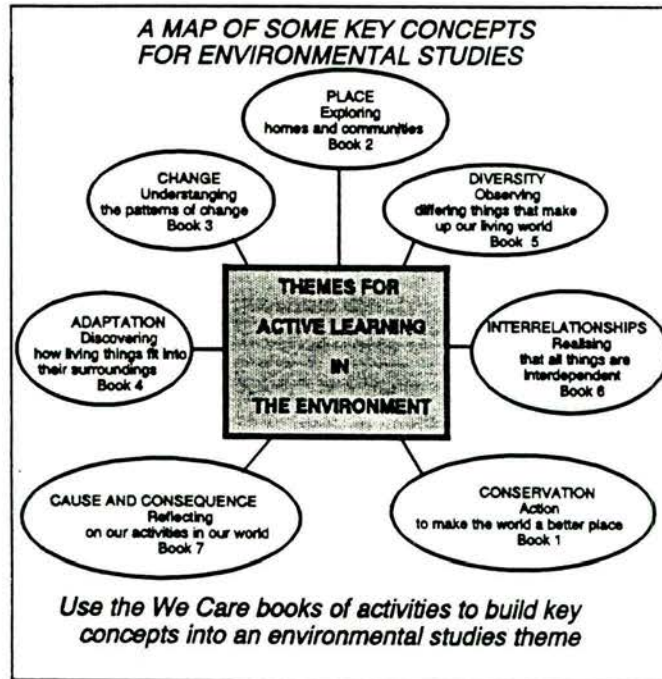 A MAP OF SOME KEY CONCEPTS
FOR ENVIRONMENTAL STUDIES
PLACE
Exploring
homes and communities
Book 2
CHANGE
Understanging
the patterns of change
Book 3
DIVERSITY
Observing
differing things that make
up our living world
Book 5
THEMES FOR
ACTIVE LEARNING
IN
THE ENVIRONMENT
ADAPTATION
Discovering
how living things fit into
their surroundings
Book 4
INTERRELATIONSHIPS
Realising
that all things are
Interdependent
Book 6
CAUSE AND CONSEQUENCE
Reflecting
on our activities in our world
Book 7
CONSERVATION
Action
to make the world a better place
Book 1
Use the We Care books of activities to build key
concepts into an environmental studies theme